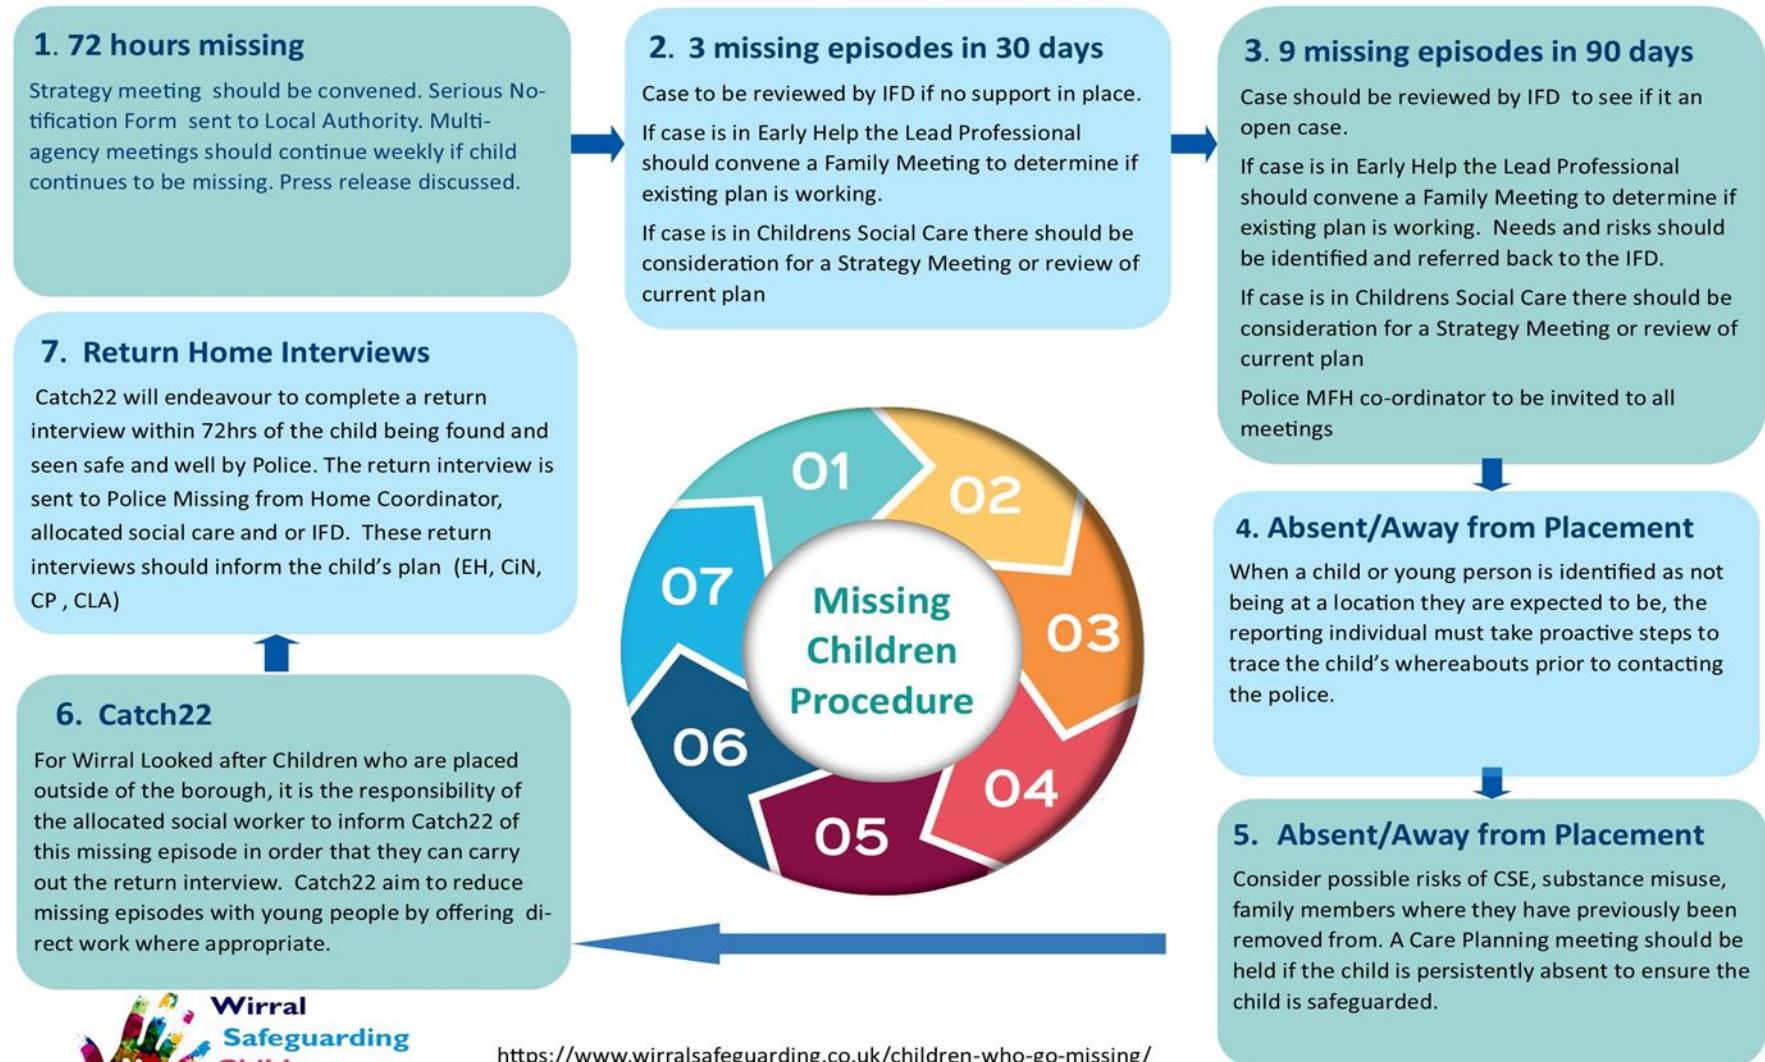 1. 72 hours missing
Strategy meeting should be convened. Serious No-
tification Form sent to Local Authority. Multi-
agency meetings should continue weekly if child
continues to be missing. Press release discussed.
2. 3 missing episodes in 30 days
Case to be reviewed by IFD if no support in place.
If case is in Early Help the Lead Professional
should convene a Family Meeting to determine if
existing plan is working.
If case is in Childrens Social Care there should be
consideration for a Strategy Meeting or review of
current plan
3. 9 missing episodes in 90 days
Case should be reviewed by IFD to see if it an
open case.
If case is in Early Help the Lead Professional
should convene a Family Meeting to determine if
existing plan is working. Needs and risks should
be identified and referred back to the IFD.
If case is in Childrens Social Care there should be
consideration for a Strategy Meeting or review of
current plan
Police MFH co-ordinator to be invited to all
meetings
4. Absent/Away from Placement
When a child or young person is identified as not
being at a location they are expected to be, the
reporting individual must take proactive steps to
trace the child’s whereabouts prior to contacting
the police.
5. Absent/Away from Placement
Consider possible risks of CSE, substance misuse,
family members where they have previously been
removed from. A Care Planning meeting should be
held if the child is persistently absent to ensure the
child is safeguarded.
6. Catch22
For Wirral Looked after Children who are placed
outside of the borough, it is the responsibility of
the allocated social worker to inform Catch22 of
this missing episode in order that they can carry
out the return interview. Catch22 aim to reduce
missing episodes with young people by offering di-
rect work where appropriate.
7. Return Home Interviews
Catch22 will endeavour to complete a return
interview within 72hrs of the child being found and
seen safe and well by Police. The return interview is
sent to Police Missing from Home Coordinator,
allocated social care and or IFD. These return
interviews should inform the child’s plan (EH, CiN,
CP , CLA)
01
02
03
04
05
06
07
Missing
Children
Procedure
Wirral
Safeguarding
https://www.wirralsafeguarding.co.uk/children-who-go-missing/